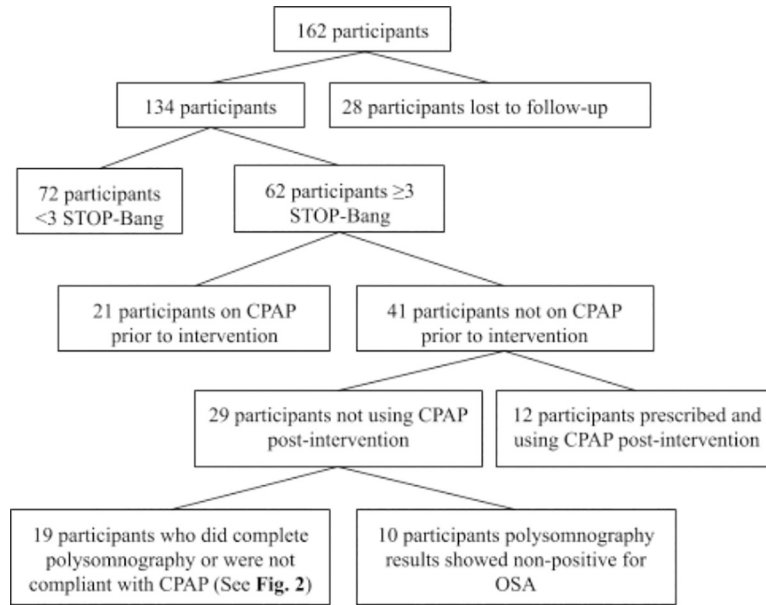 162 participants
134 participants
28 participants lost to follow-up
72 participants
<3 STOP-Bang
62 participants ≥3
STOP-Bang
21 participants on CPAP
prior to intervention
41 participants not on CPAP
prior to intervention
29 participants not using CPAP
post-intervention
12 participants prescribed and
using CPAP post-intervention
19 participants who did complete
polysomnography or were not
compliant with CPAP (See Fig. 2)
10 participants polysomnography
results showed non-positive for
OSA